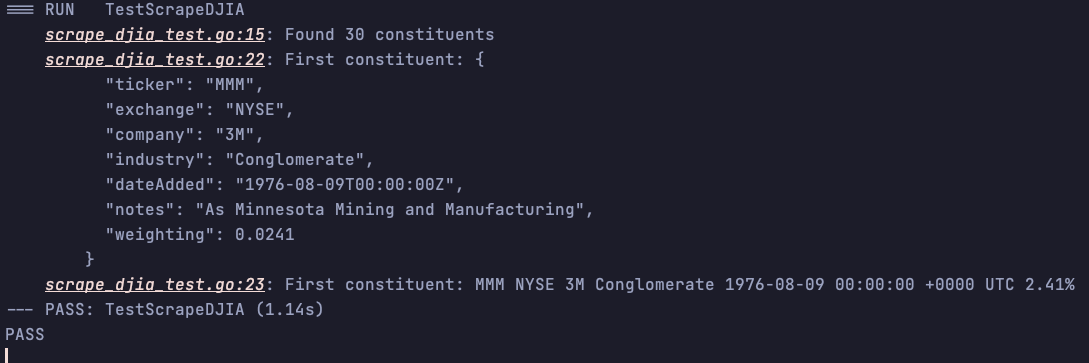 === RUN   TestScrapeDJIA
    scrape_djia_test.go:15: Found 30 constituents
    scrape_djia_test.go:22: First constituent: {
          "ticker": "MMM",
          "exchange": "NYSE",
          "company": "3M",
          "industry": "Conglomerate",
          "dateAdded": "1976-08-09T00:00:00Z",
          "notes": "As Minnesota Mining and Manufacturing",
          "weighting": 0.0241
        }
    scrape_djia_test.go:23: First constituent: MMM NYSE 3M Conglomerate 1976-08-09 00:00:00 +0000 UTC 2.41%
--- PASS: TestScrapeDJIA (1.14s)
PASS